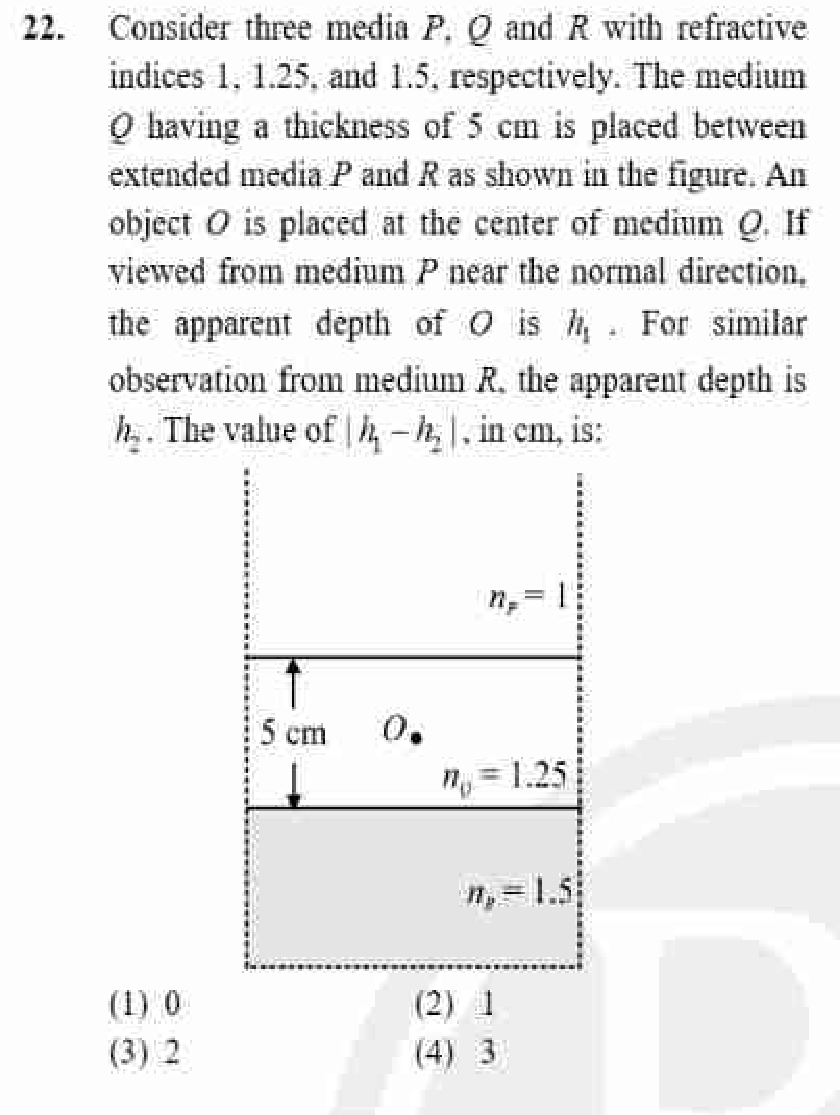 22. Consider three media P, Q and R with refractive
indices 1, 1.25, and 1.5, respectively. The medium
Q having a thickness of 5 cm is placed between
extended media P and R as shown in the figure. An
object O is placed at the center of medium Q. If
viewed from medium P near the normal direction,
the apparent depth of O is h₁ . For similar
observation from medium R, the apparent depth is
h₂. The value of | h₁ – h₂ |, in cm, is:
n_P = 1
5 cm O
n_Q = 1.25
n_R = 1.5
(1) 0 (2) 1
(3) 2 (4) 3